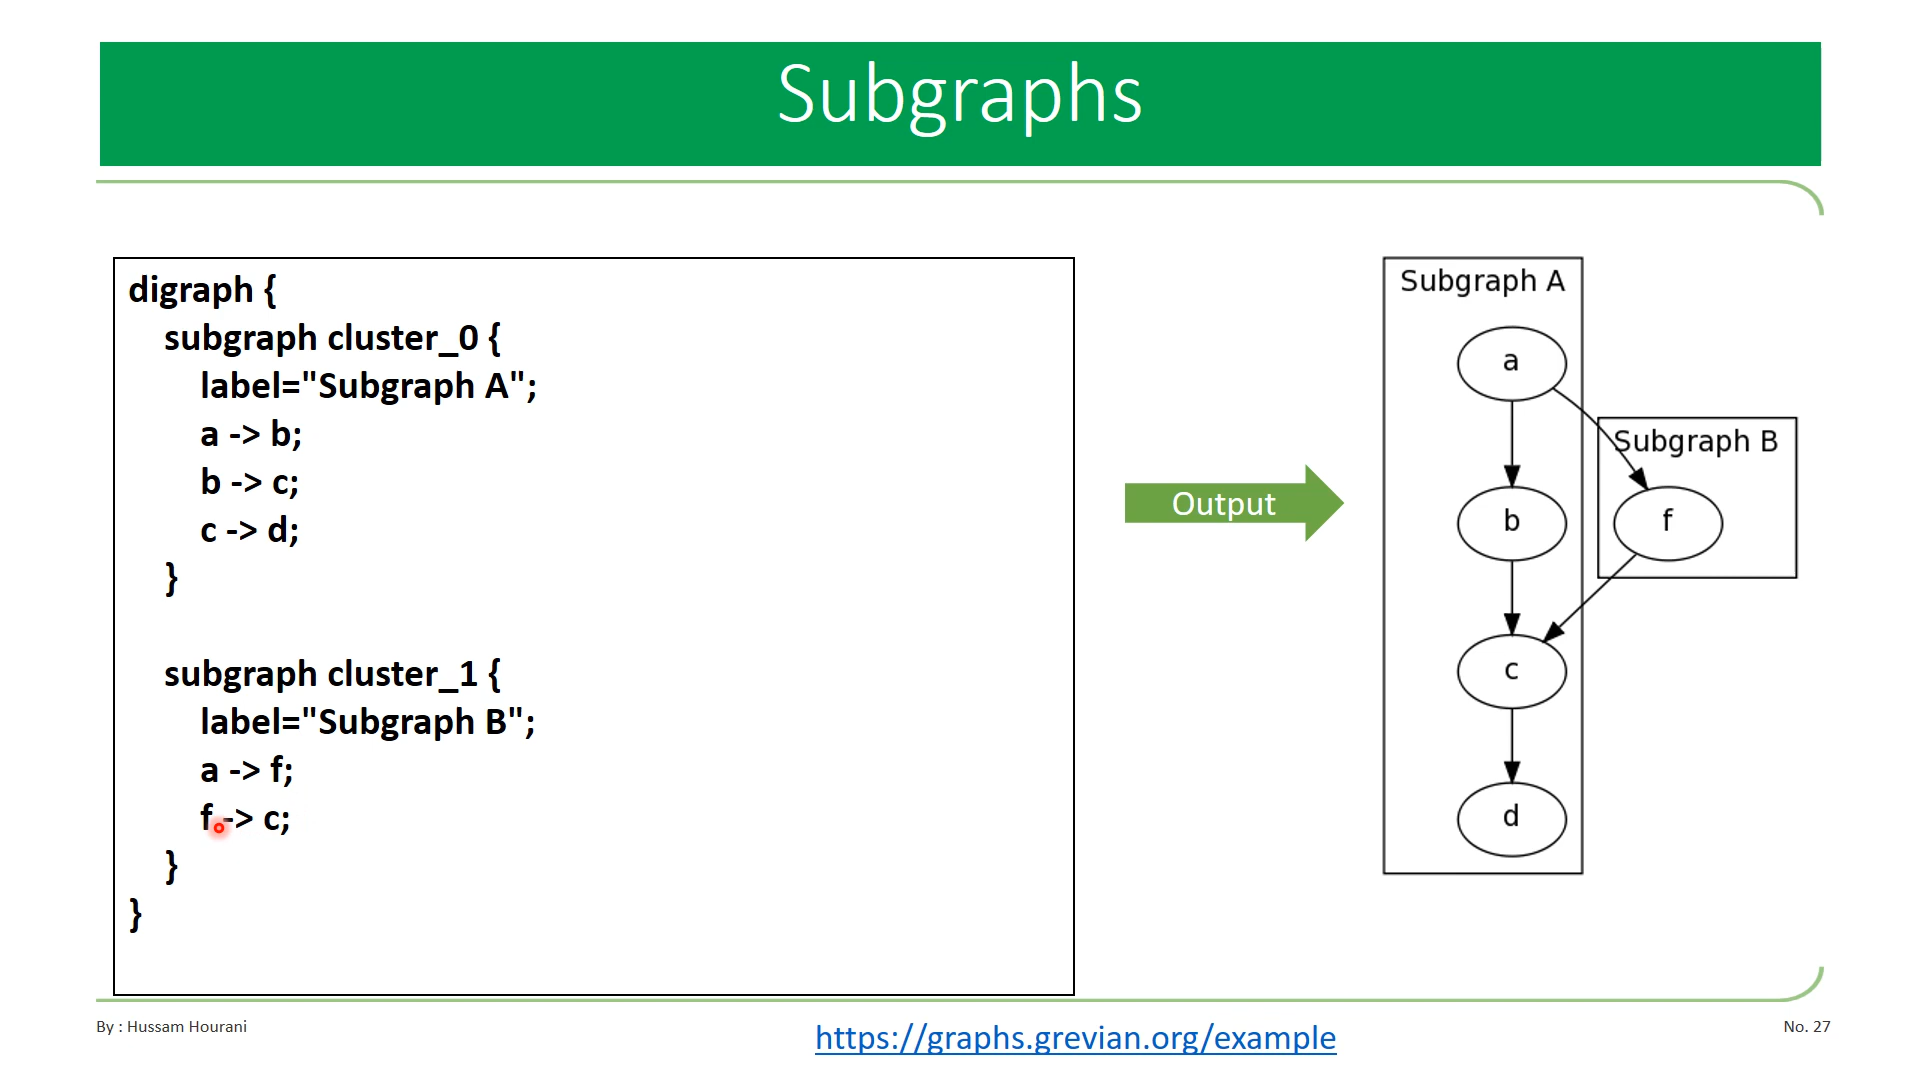 Subgraphs
digraph {
subgraph cluster_0 {
label="Subgraph A";
a -> b;
b -> c;
c -> d;
}
subgraph cluster_1 {
label="Subgraph B";
a -> f;
f -> c;
}
}
Output
Subgraph A
a
Subgraph B
b
f
c
d
By : Hussam Hourani
https://graphs.grevian.org/example
No. 27